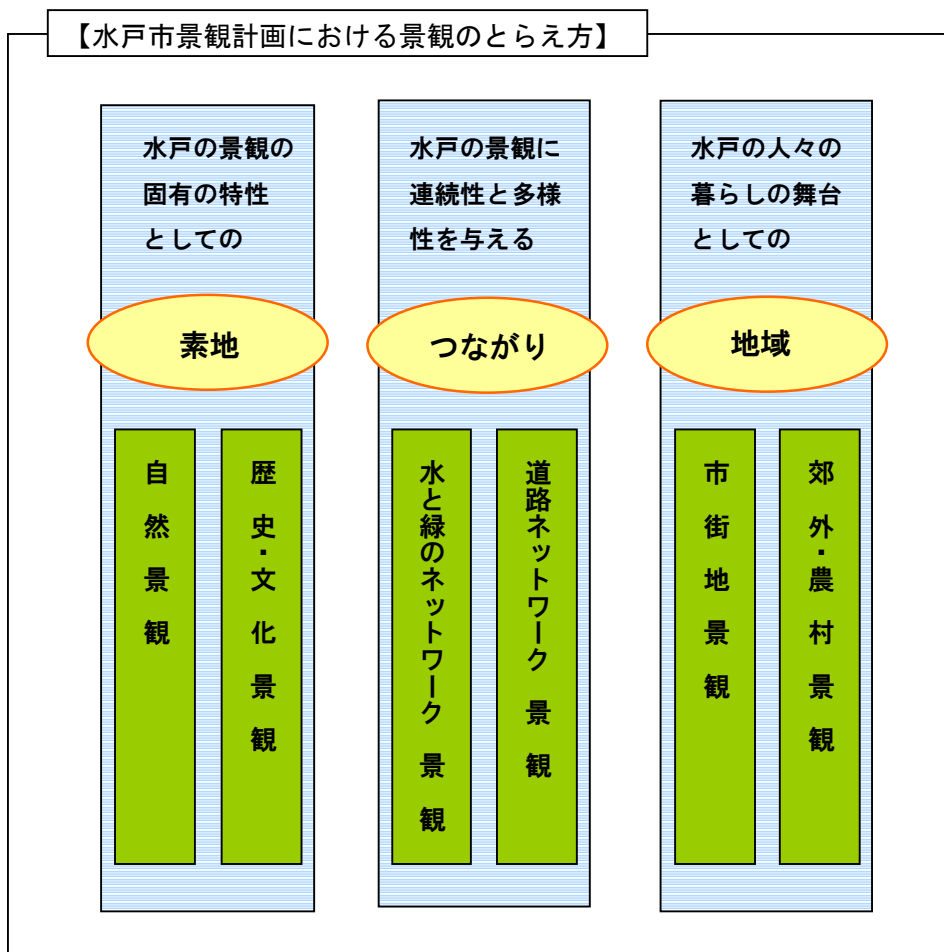 【水戸市景観計画における景観のとらえ方】
水戸の景観の
固有の特性
としての
素地
自然景観
歴史・文化景観
水戸の景観に
連続性と多様
性を与える
つながり
水と緑のネットワーク景観
道路ネットワーク景観
水戸の人々の
暮らしの舞台
としての
地域
市街地景観
郊外・農村景観